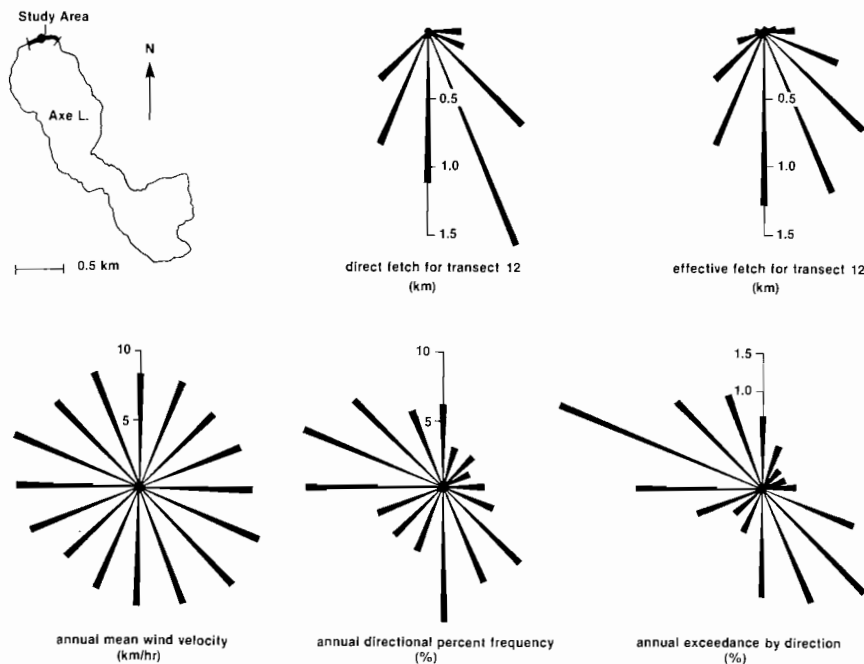 Study Area
N
Axe L.
0.5 km
0.5
1.0
1.5
direct fetch for transect 12
(km)
0.5
1.0
1.5
effective fetch for transect 12
(km)
10
5
annual mean wind velocity
(km/hr)
10
5
annual directional percent frequency
(%)
1.5
1.0
annual exceedance by direction
(%)